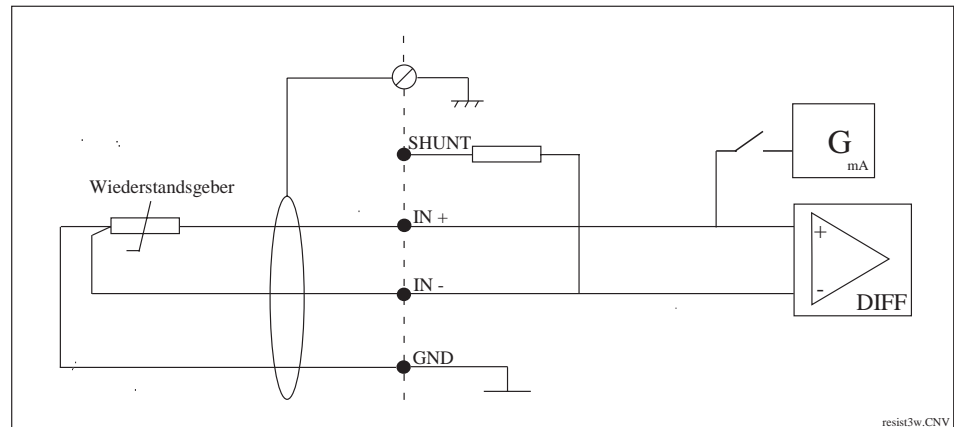 SHUNT
G
mA
Wiederstandsgeber
IN +
+
IN -
-
DIFF
GND
resist3w.CNV